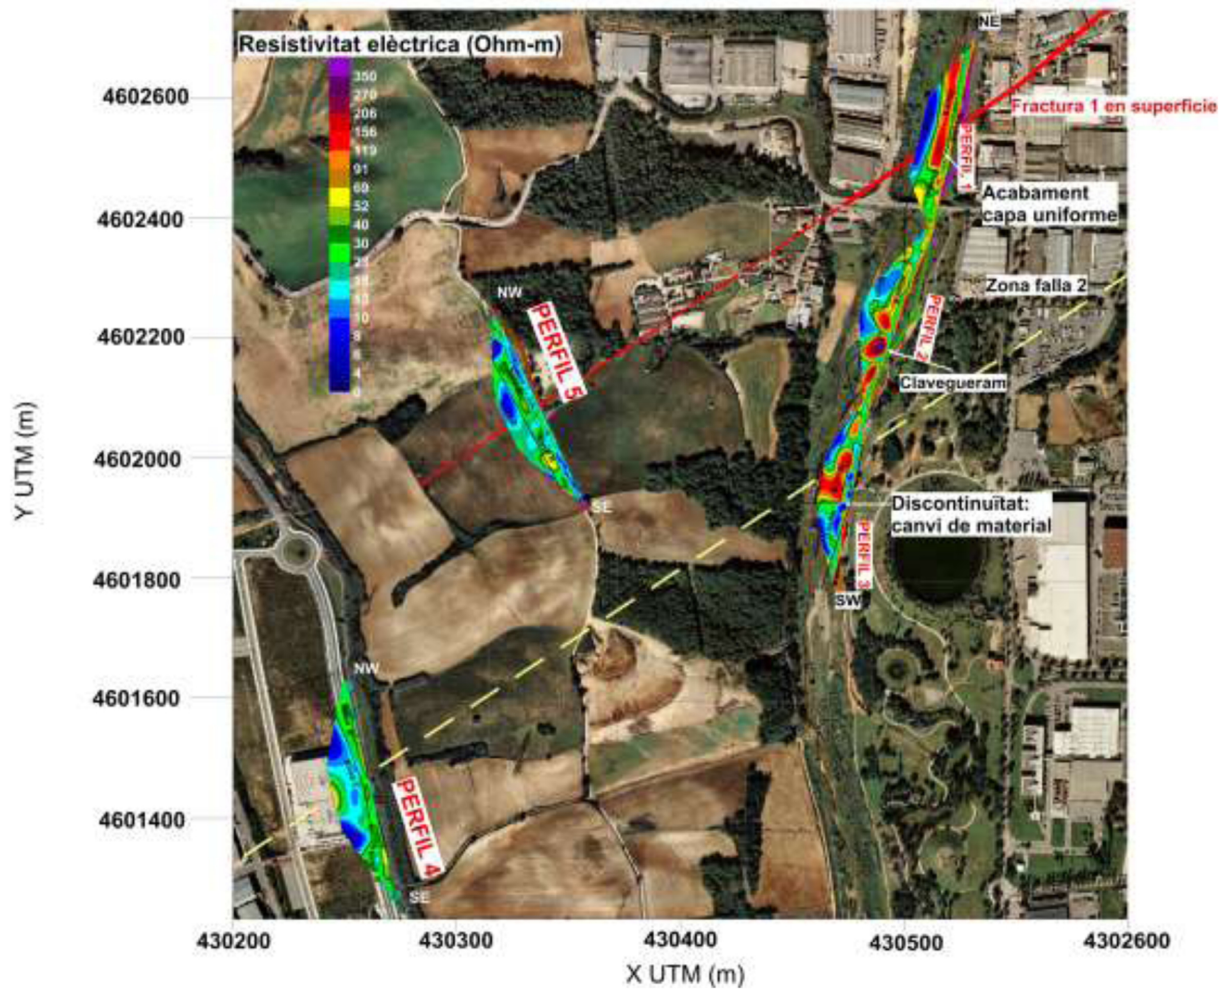 Resistivitat elèctrica (Ohm-m)
350
270
206
156
119
91
69
52
40
30
18
13
10
8
6
4
NE
Fractura 1 en superficie
PERFIL 1
Acabament
capa uniforme
Zona falla 2
PERFIL 2
Clavegueram
NW
PERFIL 5
SE
Discontinuïtat:
canvi de material
PERFIL 3
SW
NW
PERFIL 4
SE
4602600
4602400
4602200
4602000
4601800
4601600
4601400
Y UTM (m)
430200
430300
430400
430500
4302600
X UTM (m)